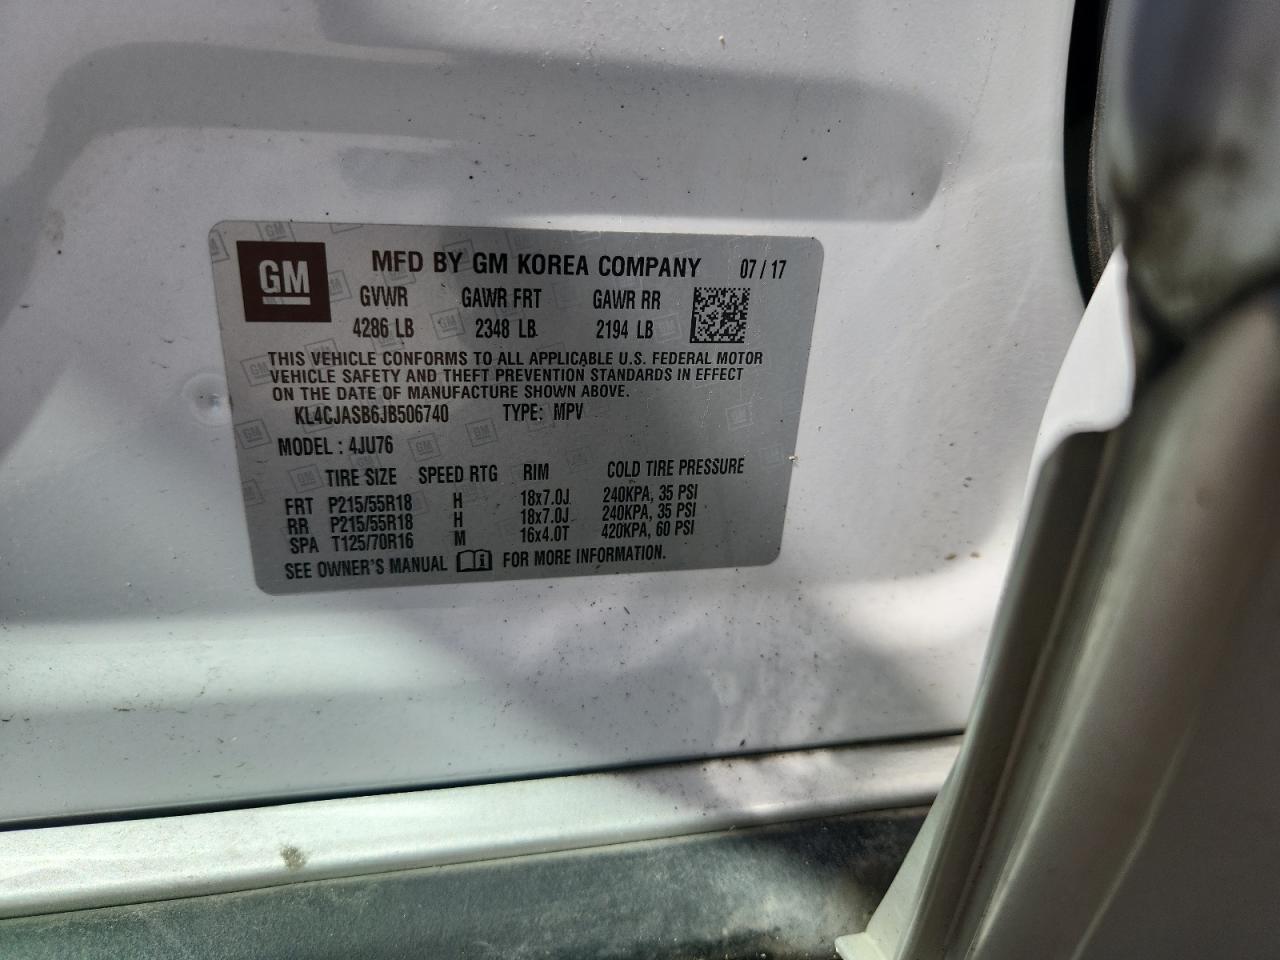 GM
MFD BY GM KOREA COMPANY 07 / 17
GVWR GAWR FRT GAWR RR
4286 LB 2348 LB 2194 LB
THIS VEHICLE CONFORMS TO ALL APPLICABLE U.S. FEDERAL MOTOR
VEHICLE SAFETY AND THEFT PREVENTION STANDARDS IN EFFECT
ON THE DATE OF MANUFACTURE SHOWN ABOVE.
KL4CJASB6JB506740 TYPE: MPV
MODEL : 4JU76
TIRE SIZE SPEED RTG RIM COLD TIRE PRESSURE
FRT P215/55R18 H 18x7.0J 240KPA, 35 PSI
RR P215/55R18 H 18x7.0J 240KPA, 35 PSI
SPA T125/70R16 M 16x4.0T 420KPA, 60 PSI
SEE OWNER'S MANUAL i FOR MORE INFORMATION.